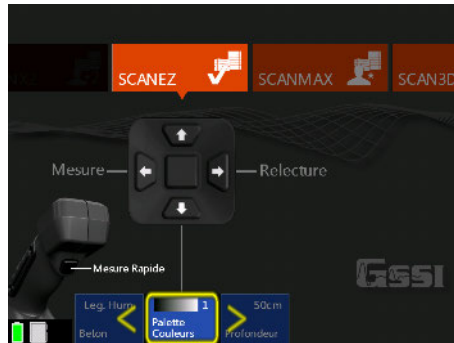 SCANEZ
SCANMAX
SCAN3D
Mesure
Relecture
Mesure Rapide
GSSI
Leg. Hum
1
50cm
Palette
Beton
Couleurs
Profondeur